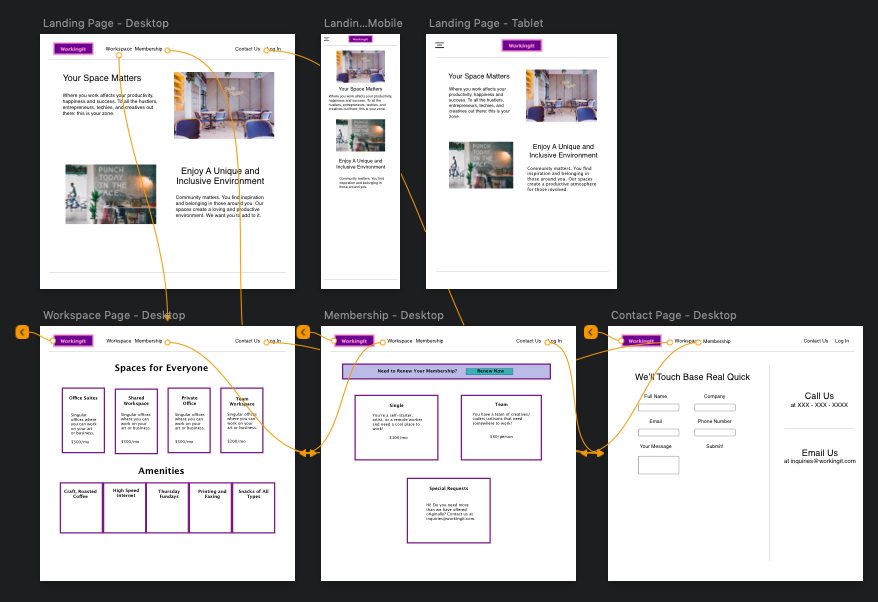 Landing Page - Desktop
Landin...Mobile
Landing Page - Tablet
WorkingIt
Workspace Membership
Contact Us Log In
Your Space Matters
Where you work affects your productivity,
happiness and success. To all the hustlers,
entrepreneurs, techies, and creatives out
there: this is your zone.
PUNCH
TODAY
IN THE
FACE
Enjoy A Unique and
Inclusive Environment
Community matters. You find inspiration
and belonging in those around you. Our
spaces create a loving and productive
environment. We want you to add to it.
WorkingIt
Your Space Matters
Where you work affects your productivity,
happiness and success. To all the hustlers,
entrepreneurs, techies, and creatives
out there: this is your zone
Enjoy A Unique and
Inclusive Environment
Community matters. You find
inspiration and belonging in
those around you.
WorkingIt
Your Space Matters
Where you work affects your
productivity, happiness and
success. To all the hustlers,
entrepreneurs, techies, and
creatives out there: this is your
zone.
Enjoy A Unique and
Inclusive Environment
Community matters. You find
inspiration and belonging in
those around you. Our spaces
create a productive atmosphere
for those involved.
Workspace Page - Desktop
Membership - Desktop
Contact Page - Desktop
WorkingIt
Workspace Membership
Contact Us Log In
Spaces for Everyone
Office Suites
Singular
offices where
you can work
on your art
or business.
$300/mo
Shared
Workspace
Singular offices
where you can
work on your
art or business.
$300/mo
Private
Office
Singular offices
where you can
work on your
art or business.
$300/mo
Team
Workspace
Singular offices
where you can
work on your
art or business.
$300/mo
Amenities
Craft, Roasted
Coffee
High Speed
Internet
Thursday
Fundays
Printing and
Faxing
Snacks of All
Types
WorkingIt
Workspace Membership
Contact Us Log In
Need to Renew Your Membership?
Renew Now
Single
You're a self-starter,
artist, or a remote worker
and need a cool place to
work!
$300/mo
Team
You have a team of creatives/
coders/artisans that need
somewhere to work!
$80/person
Special Requests
Hi! Do you need more
than we have offered
originally? Contact us at
inquiries@workingit.com.
WorkingIt
Workspace Membership
Contact Us Log In
We'll Touch Base Real Quick
Full Name
Company
Email
Phone Number
Your Message
Submit!
Call Us
at XXX - XXX - XXXX
Email Us
at inquiries@workingit.com